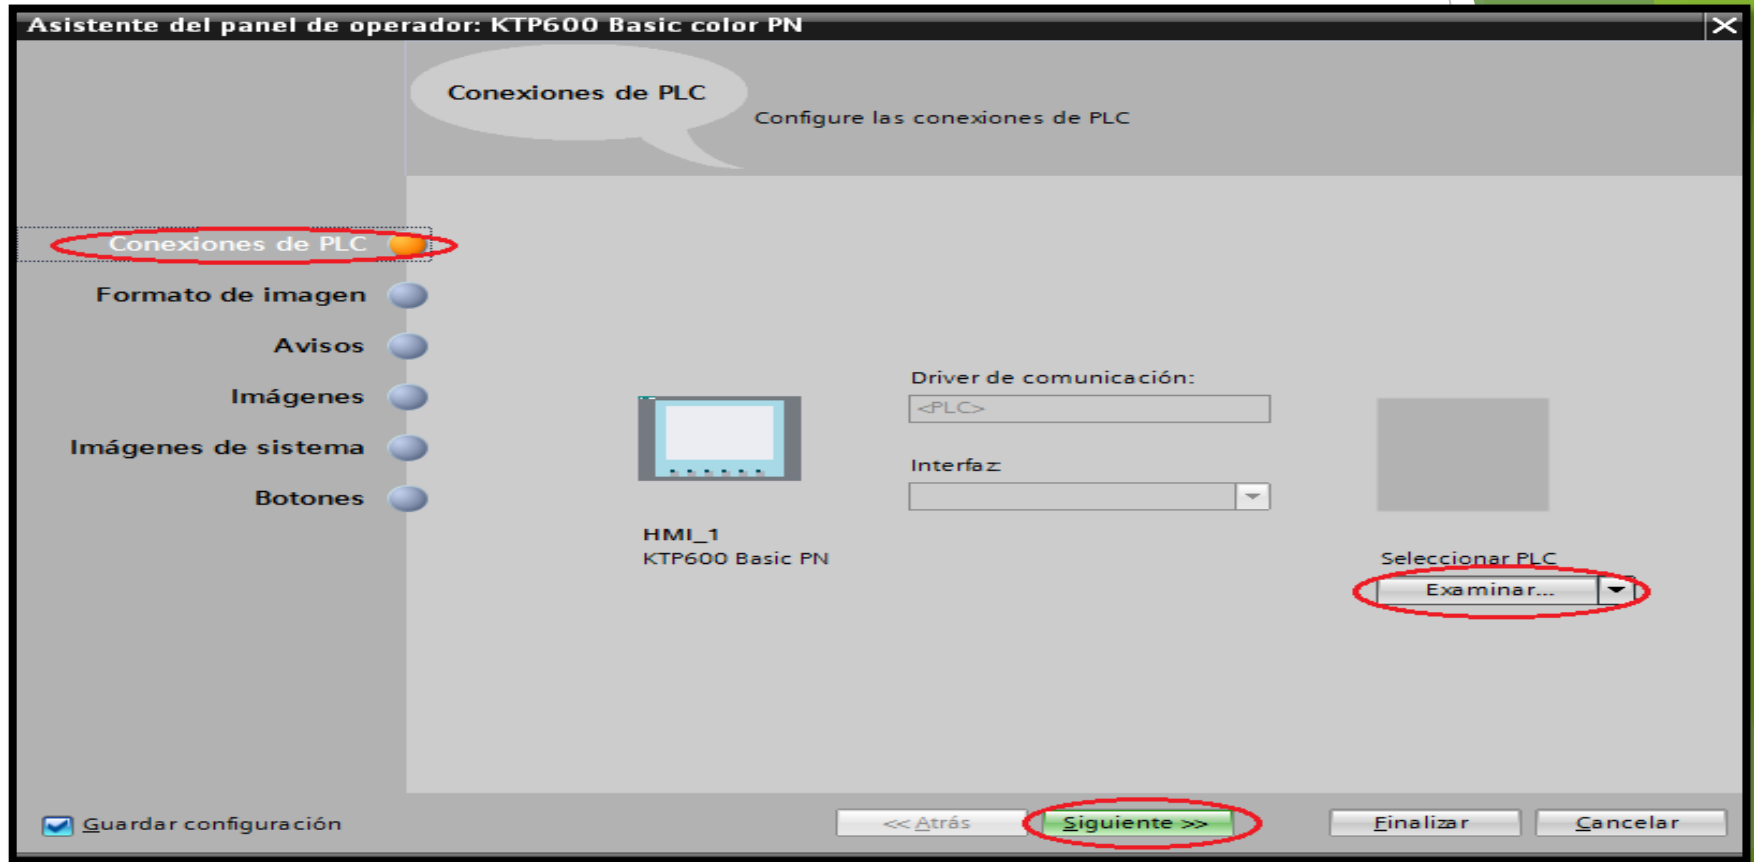 Asistente del panel de operador: KTP600 Basic color PN
Conexiones de PLC
Configure las conexiones de PLC
Conexiones de PLC
Formato de imagen
Avisos
Imágenes
Imágenes de sistema
Botones
Driver de comunicación:
<PLC>
Interfaz:
HMI_1
KTP600 Basic PN
Seleccionar PLC
Examinar...
Guardar configuración
<< Atrás
Siguiente >>
Finalizar
Cancelar